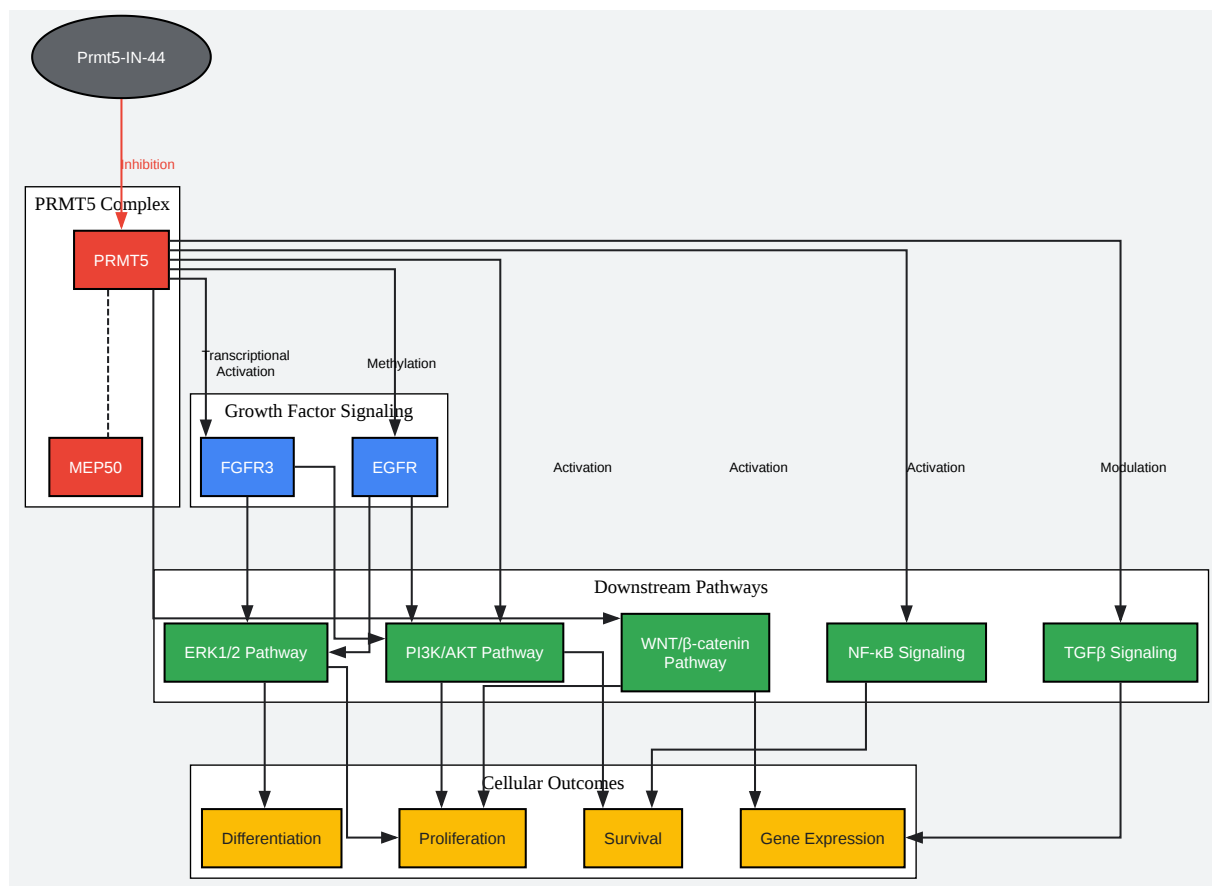 Prmt5-IN-44
Inhibition
PRMT5 Complex
PRMT5
Transcriptional
Activation
Methylation
Growth Factor Signaling
MEP50
FGFR3
EGFR
Activation
Activation
Activation
Modulation
Downstream Pathways
ERK1/2 Pathway
PI3K/AKT Pathway
WNT/β-catenin
Pathway
NF-κB Signaling
TGFβ Signaling
Cellular Outcomes
Differentiation
Proliferation
Survival
Gene Expression